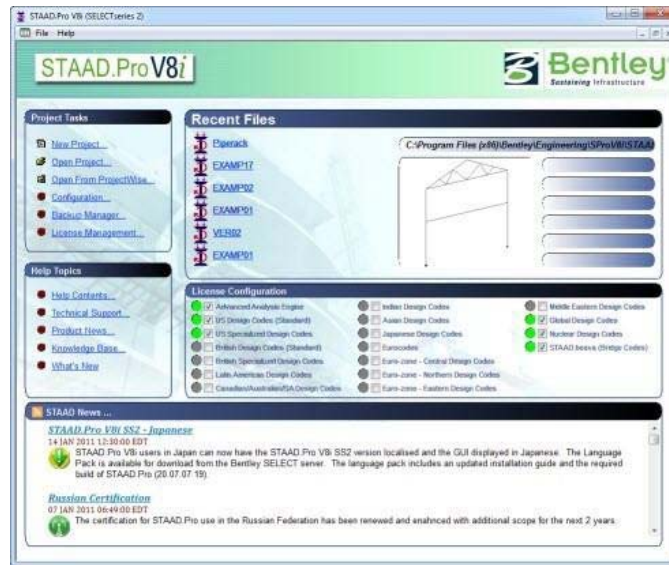 STAAD.Pro V8i (SELECTseries 2)
File Help
STAAD.Pro V8i
Bentley
Sustaining Infrastructure
Project Tasks
New Project...
Open Project...
Open From ProjectWise...
Configuration...
Backup Manager...
License Management...
Recent Files
Piperack
EXAMP17
EXAMP02
EXAMP01
VER02
EXAMP01
C:\Program Files (x86)\Bentley\Engineering\SProV8i\STAAD
Help Topics
Help Contents...
Technical Support...
Product News...
Knowledge Base...
What's New
License Configuration
Advanced Analysis Engine
US Design Codes (Standard)
US Specialized Design Codes
British Design Codes (Standard)
British Specialized Design Codes
Latin American Design Codes
Canadian/Australian/SA Design Codes
Indian Design Codes
Asian Design Codes
Japanese Design Codes
Eurocodes
Euro-zone - Central Design Codes
Euro-zone - Northern Design Codes
Euro-zone - Eastern Design Codes
Middle Eastern Design Codes
Global Design Codes
Nuclear Design Codes
STAAD.beava (Bridge Codes)
STAAD News ...
STAAD.Pro V8i SS2 - Japanese
14 JAN 2011 12:30:00 EDT
STAAD.Pro V8i users in Japan can now have the STAAD.Pro V8i SS2 version localised and the GUI displayed in Japanese. The Language
Pack is available for download from the Bentley SELECT server. The language pack includes an updated installation guide and the required
build of STAAD.Pro (20.07.07.19).
Russian Certification
07 JAN 2011 06:49:00 EDT
The certification for STAAD.Pro use in the Russian Federation has been renewed and enahnced with additional scope for the next 2 years.